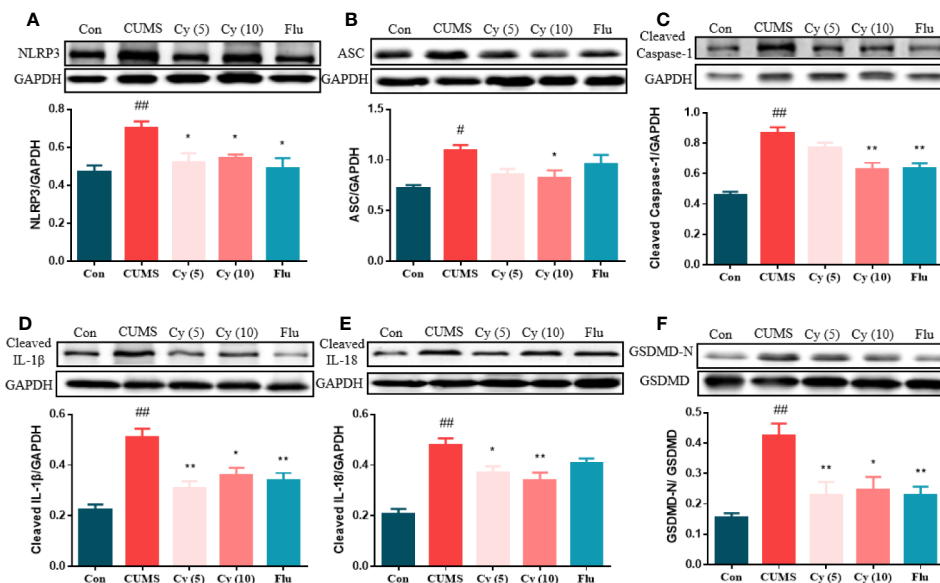 A
Con CUMS Cy (5) Cy (10) Flu
NLRP3
GAPDH
NLRP3/GAPDH
0.8
0.6
0.4
0.2
0.0
##
*
*
*
Con CUMS Cy (5) Cy (10) Flu
B
Con CUMS Cy (5) Cy (10) Flu
ASC
GAPDH
ASC/GAPDH
1.5
1.0
0.5
0.0
#
*
Con CUMS Cy (5) Cy (10) Flu
C
Con CUMS Cy (5) Cy (10) Flu
Cleaved
Caspase-1
GAPDH
Cleaved Caspase-1/GAPDH
1.0
0.8
0.6
0.4
0.2
0.0
##
**
**
Con CUMS Cy (5) Cy (10) Flu
D
Con CUMS Cy (5) Cy (10) Flu
Cleaved
IL-1β
GAPDH
Cleaved IL-1β/GAPDH
0.6
0.4
0.2
0.0
##
**
*
**
Con CUMS Cy (5) Cy (10) Flu
E
Con CUMS Cy (5) Cy (10) Flu
Cleaved
IL-18
GAPDH
Cleaved IL-18/GAPDH
0.6
0.4
0.2
0.0
##
*
**
Con CUMS Cy (5) Cy (10) Flu
F
Con CUMS Cy (5) Cy (10) Flu
GSDMD-N
GSDMD
GSDMD-N/ GSDMD
0.6
0.4
0.2
0.0
##
**
*
**
Con CUMS Cy (5) Cy (10) Flu